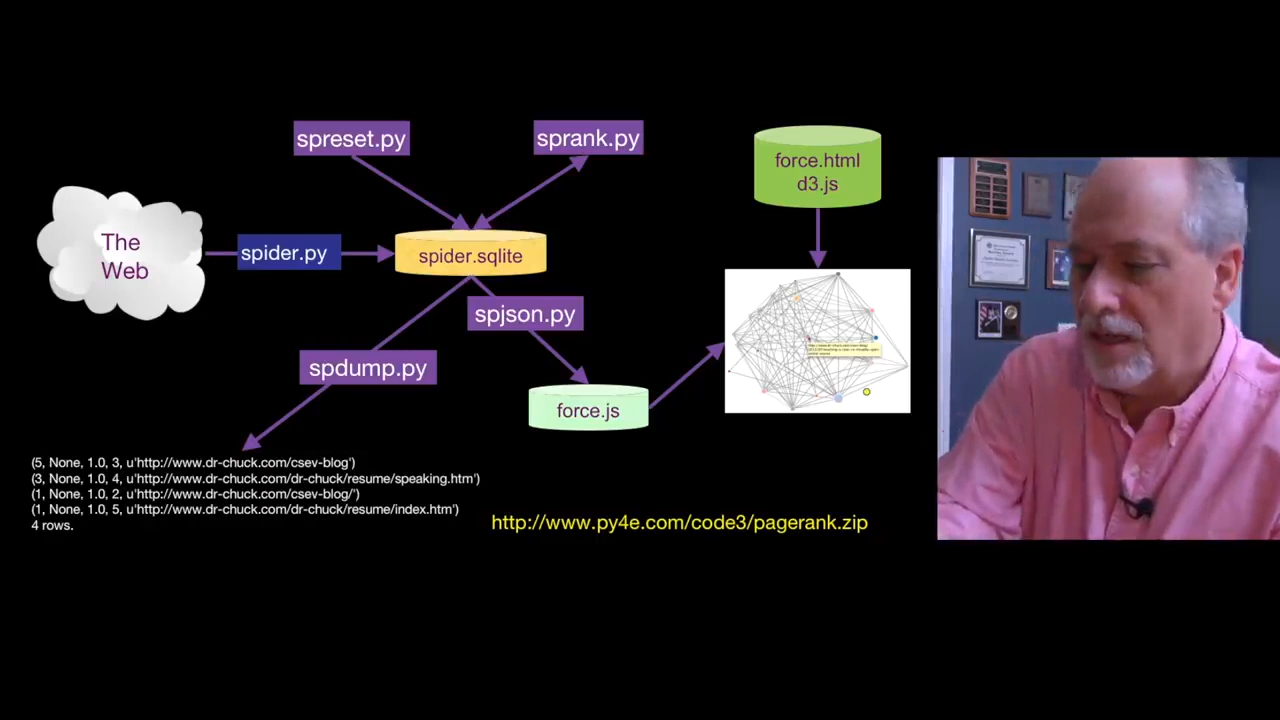 spreset.py
sprank.py
force.html
d3.js
The
Web
spider.py
spider.sqlite
spjson.py
spdump.py
force.js
(5, None, 1.0, 3, u'http://www.dr-chuck.com/csev-blog')
(3, None, 1.0, 4, u'http://www.dr-chuck.com/dr-chuck/resume/speaking.htm')
(1, None, 1.0, 2, u'http://www.dr-chuck.com/csev-blog/')
(1, None, 1.0, 5, u'http://www.dr-chuck.com/dr-chuck/resume/index.htm')
4 rows.
http://www.py4e.com/code3/pagerank.zip